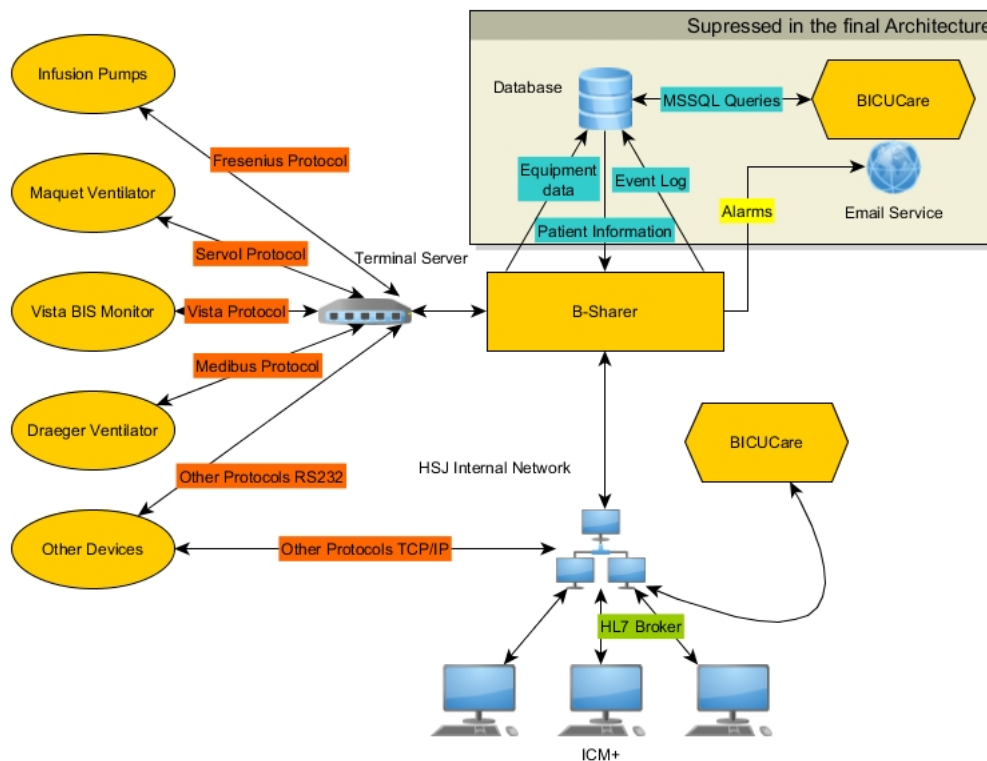 Supressed in the final Architecture
Infusion Pumps
Database
MSSQL Queries
BICUCare
Fresenius Protocol
Equipment
data
Event Log
Maquet Ventilator
Alarms
Email Service
Patient Information
Servol Protocol
Terminal Server
Vista BIS Monitor
Vista Protocol
B-Sharer
Medibus Protocol
Draeger Ventilator
BICUCare
HSJ Internal Network
Other Protocols RS232
Other Devices
Other Protocols TCP/IP
HL7 Broker
ICM+